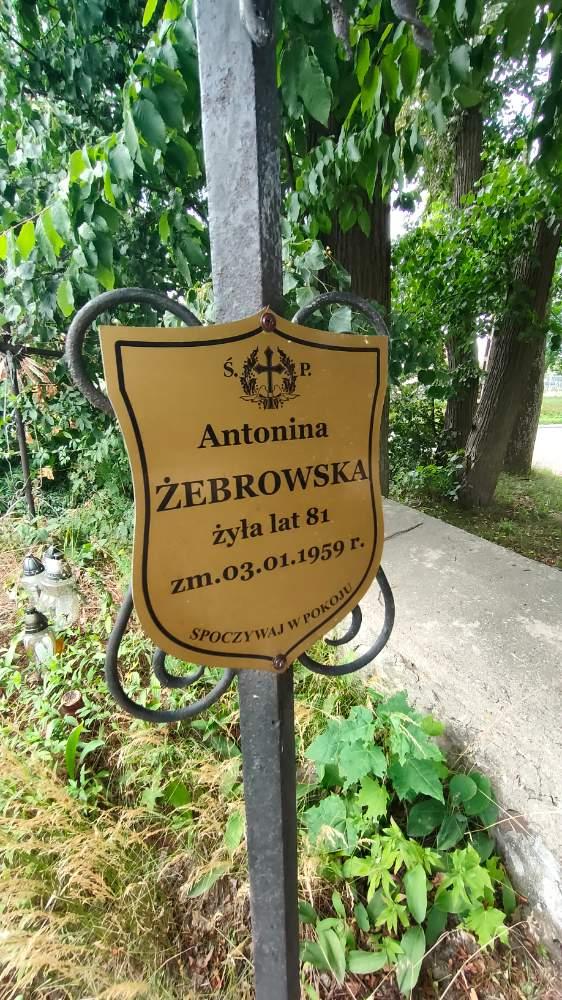 Ś. P.
Antonina
ŻEBROWSKA
żyła lat 81
zm.03.01.1959 r.
SPOCZYWAJ W POKOJU